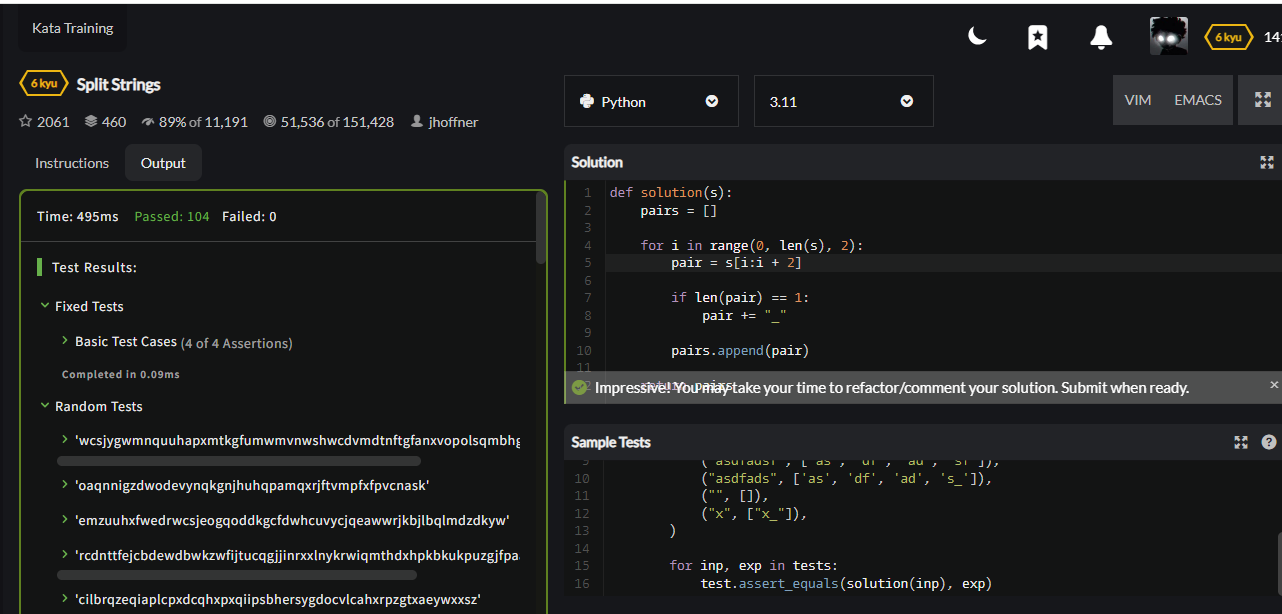 Kata Training
6 kyu
14
6 kyu Split Strings
2061 460 89% of 11,191 51,536 of 151,428 jhoffner
Instructions Output
Time: 495ms Passed: 104 Failed: 0
Test Results:
Fixed Tests
Basic Test Cases (4 of 4 Assertions)
Completed in 0.09ms
Random Tests
'wcsjygwmnquuhapxmtkgfumwmvnwshwcdvmdtnftgfanxvopolsqmbhg
'oaqnnigzdwodevynqkgnjhuhqpamqxrjftvmpfxfpvcnask'
'emzuuhxfwedrwcsjeogqoddkgcfdwhcuvycjqeawwrjkbjlbqlmdzdkyw'
'rcdnttfejcbdewdbwkzwfijtucqgjjinrxxlnykrwiqmthdxhpkbkukpuzgjfpa
'cilbrqzeqiaplcpxdcqhxpxqiipsbhersygdocvlcahxrpzgtxaeywxxsz'
Python 3.11 VIM EMACS
Solution
1 def solution(s):
2 pairs = []
3
4 for i in range(0, len(s), 2):
5 pair = s[i:i + 2]
6
7 if len(pair) == 1:
8 pair += "_"
9
10 pairs.append(pair)
11
Impressive! You may take your time to refactor/comment your solution. Submit when ready.
Sample Tests
9 ("asdfadsf", ['as', 'df', 'ad', 'sf']),
10 ("asdfads", ['as', 'df', 'ad', 's_']),
11 ("", []),
12 ("x", ["x_"]),
13 )
14
15 for inp, exp in tests:
16 test.assert_equals(solution(inp), exp)